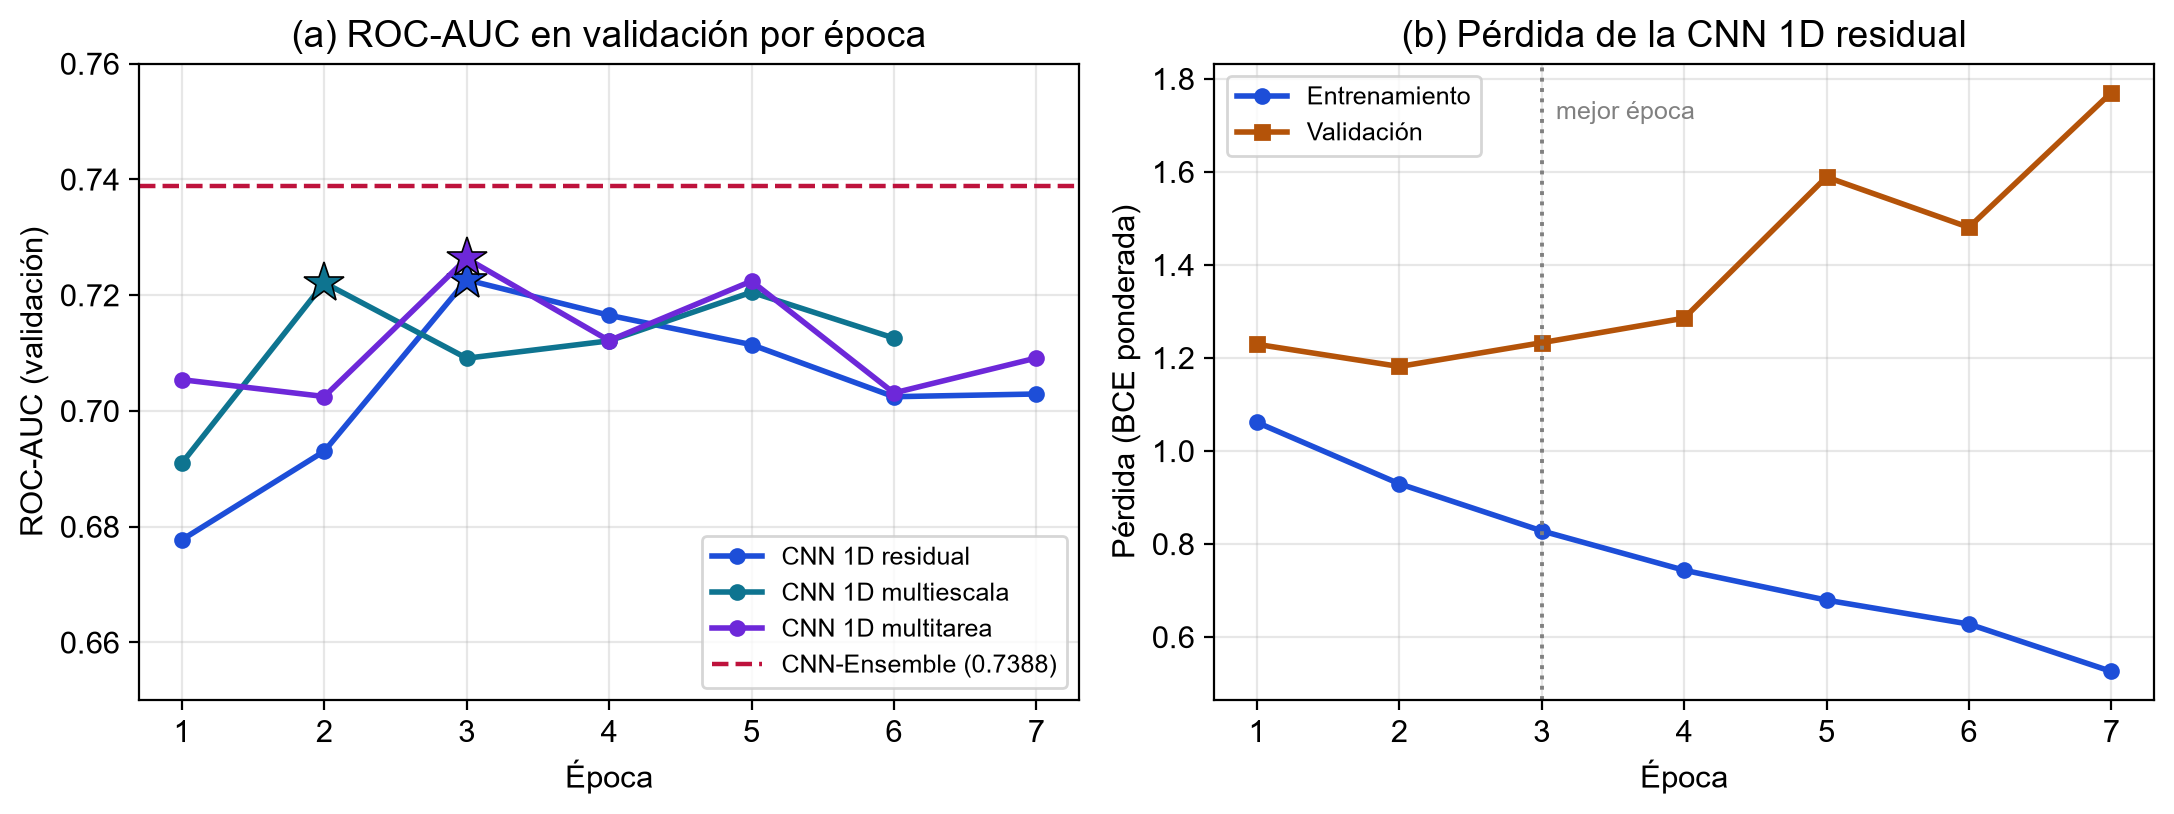 (a) ROC-AUC en validación por época
ROC-AUC (validación)
0.76
0.74
0.72
0.70
0.68
0.66
CNN 1D residual
CNN 1D multiescala
CNN 1D multitarea
CNN-Ensemble (0.7388)
1 2 3 4 5 6 7
Época
(b) Pérdida de la CNN 1D residual
Pérdida (BCE ponderada)
1.8
1.6
1.4
1.2
1.0
0.8
0.6
Entrenamiento
Validación
mejor época
1 2 3 4 5 6 7
Época